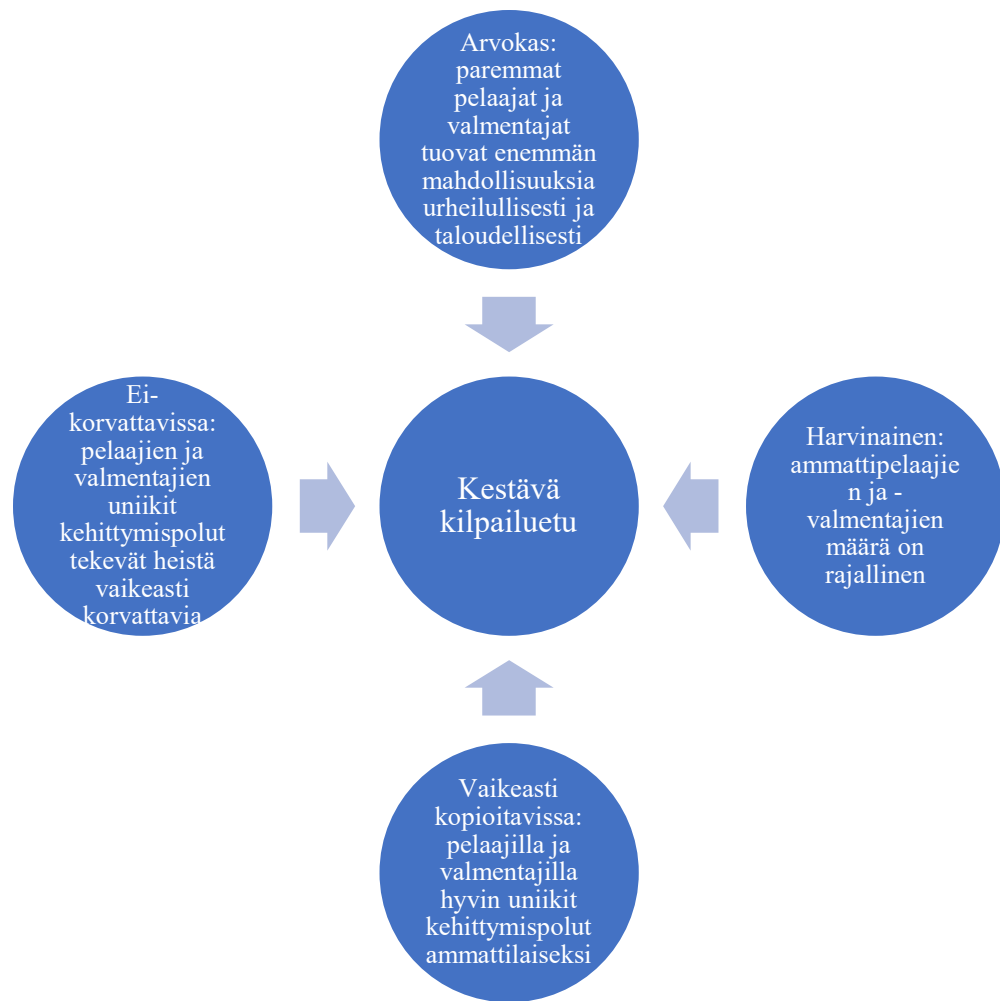 Arvokas:
paremmat
pelaajat ja
valmentajat
tuovat enemmän
mahdollisuuksia
urheilullisesti ja
taloudellisesti
Ei-
korvattavissa:
pelaajien ja
valmentajien
uniikit
kehittymispolut
tekevät heistä
vaikeasti
korvattavia
Kestävä
kilpailuetu
Harvinainen:
ammattipelaajie
n ja -
valmentajien
määrä on
rajallinen
Vaikeasti
kopioitavissa:
pelaajilla ja
valmentajilla
hyvin uniikit
kehittymispolut
ammattilaiseksi